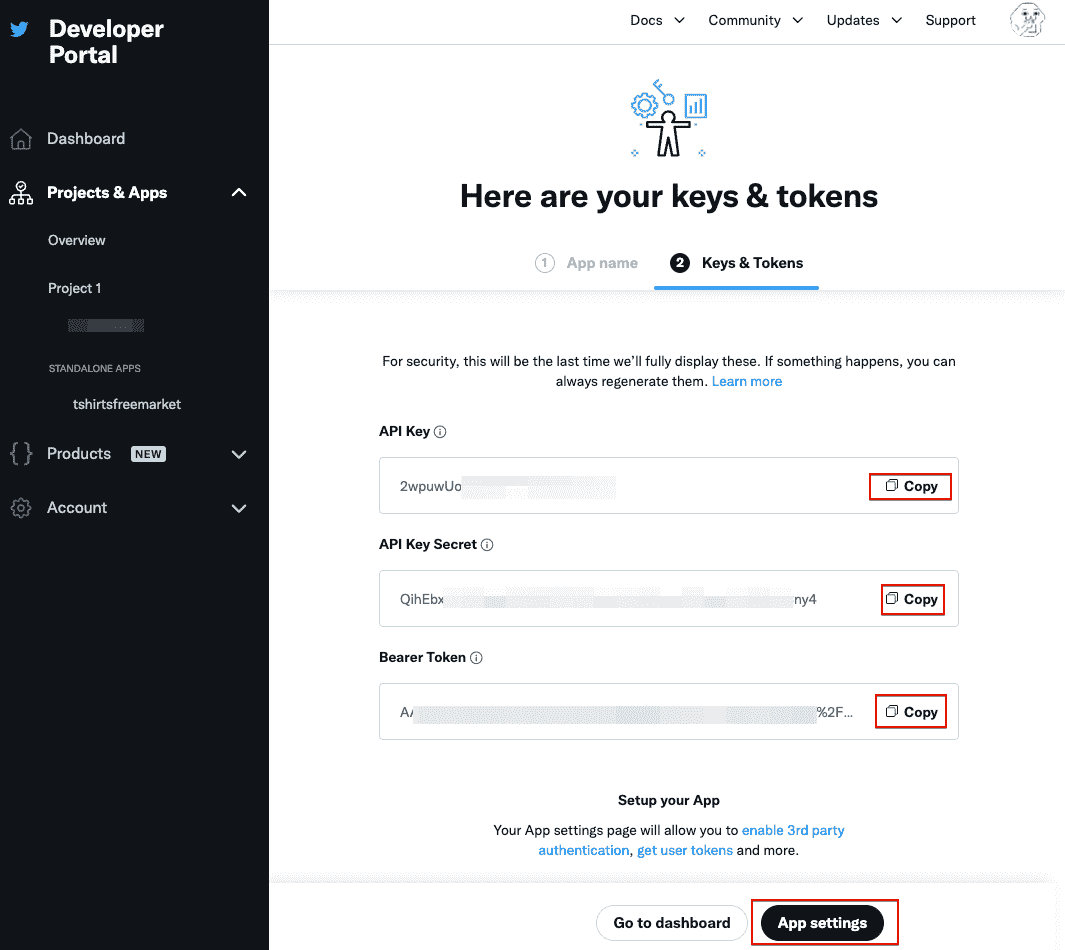 Developer
Portal
Dashboard
Projects & Apps
Overview
Project 1
STANDALONE APPS
tshirtsfreemarket
Products NEW
Account
Docs Community Updates Support
Here are your keys & tokens
1 App name 2 Keys & Tokens
For security, this will be the last time we’ll fully display these. If something happens, you can
always regenerate them. Learn more
API Key
2wpuwUo
Copy
API Key Secret
QihEbx ny4
Copy
Bearer Token
AA %2F...
Copy
Setup your App
Your App settings page will allow you to enable 3rd party
authentication, get user tokens and more.
Go to dashboard App settings